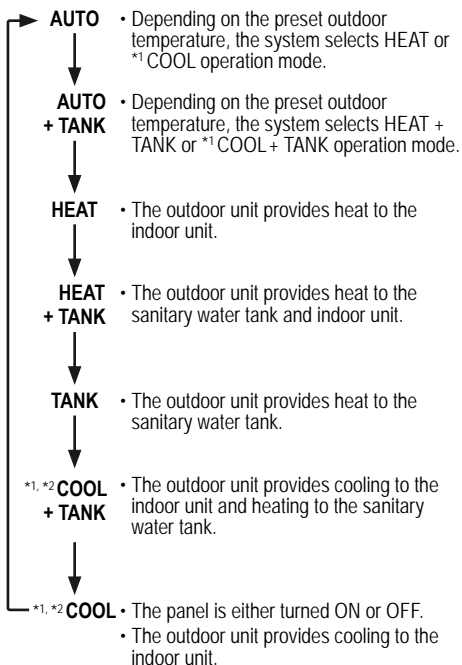 AUTO • Depending on the preset outdoor
temperature, the system selects HEAT or
*1 COOL operation mode.
AUTO • Depending on the preset outdoor
+ TANK temperature, the system selects HEAT +
TANK or *1 COOL + TANK operation mode.
HEAT • The outdoor unit provides heat to the
indoor unit.
HEAT • The outdoor unit provides heat to the
+ TANK sanitary water tank and indoor unit.
TANK • The outdoor unit provides heat to the
sanitary water tank.
*1, *2 COOL • The outdoor unit provides cooling to the
+ TANK indoor unit and heating to the sanitary
water tank.
*1, *2 COOL • The panel is either turned ON or OFF.
• The outdoor unit provides cooling to the
indoor unit.